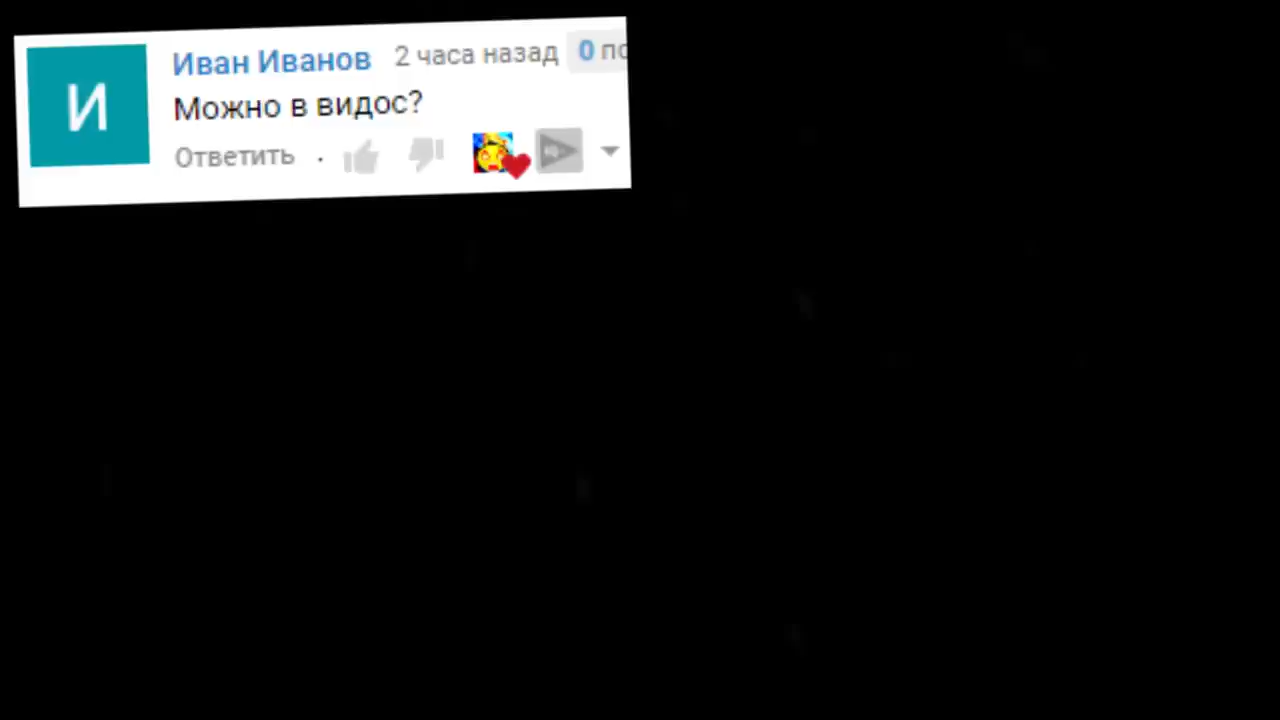 И
Иван Иванов 2 часа назад 0
Можно в видос?
Ответить ·